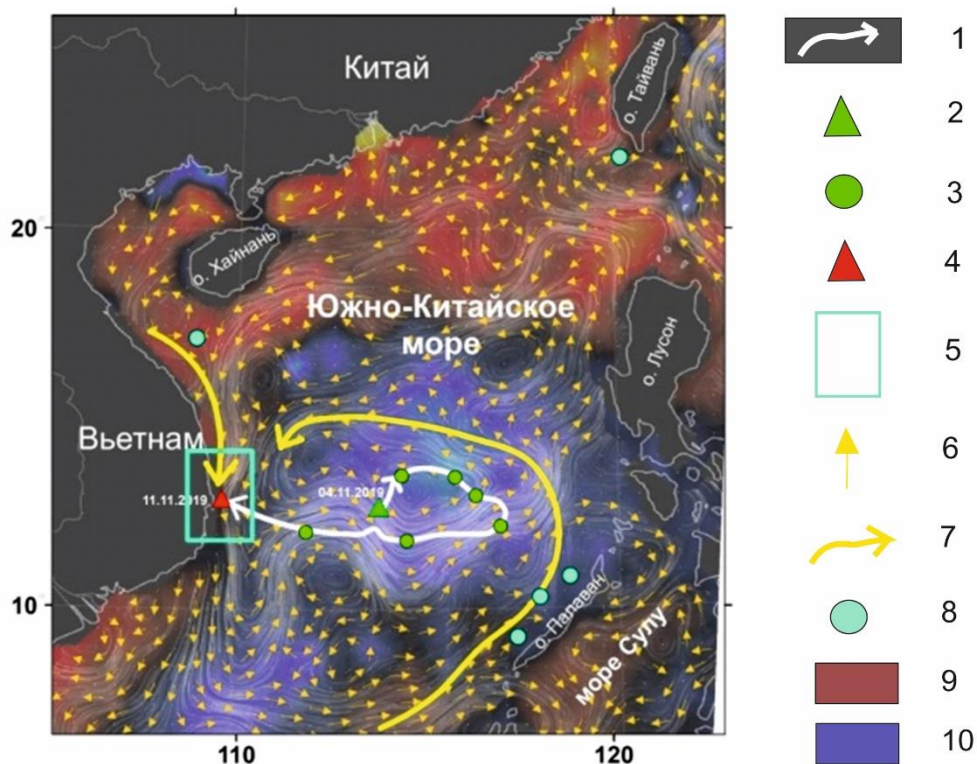 Китай
о. Тайвань
20
о. Хайнань
Южно-Китайское
море
о. Лусон
Вьетнам
11.11.2019
04.11.2019
10
о. Палаван
море Сулу
110
120
1
2
3
4
5
6
7
8
9
10